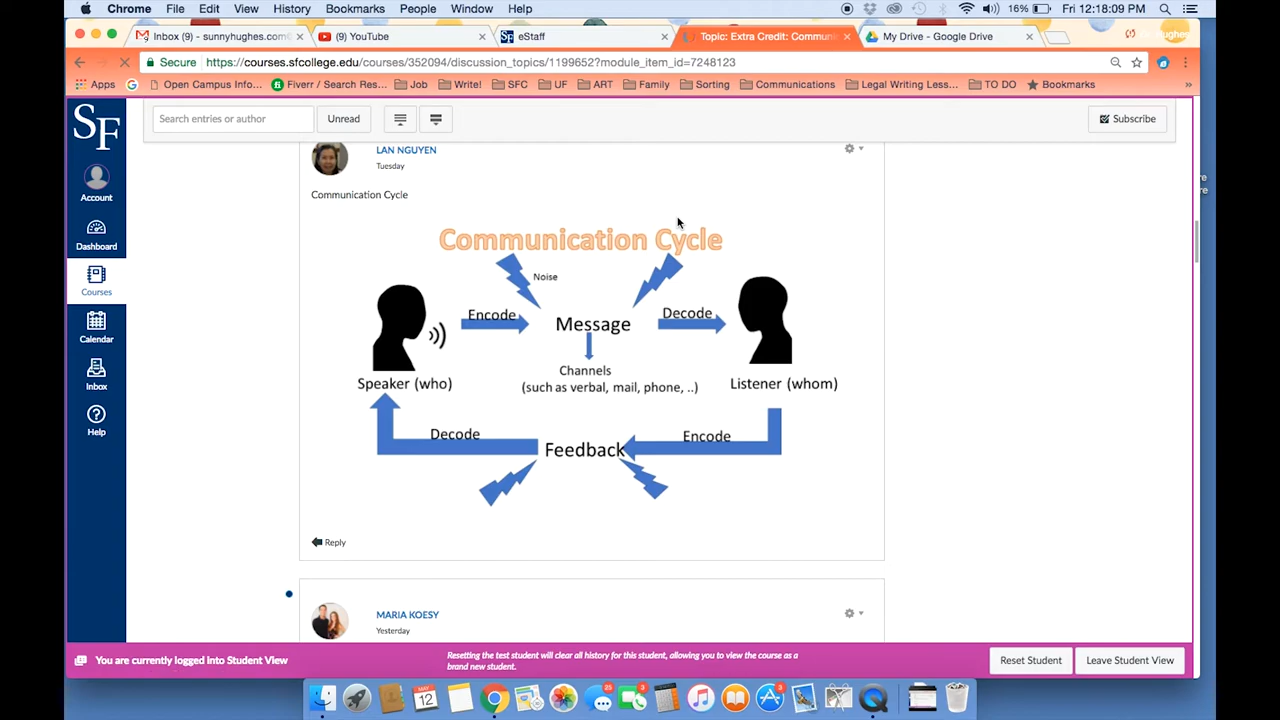 Chrome File Edit View History Bookmarks People Window Help 16% Fri 12:18:09 PM
Inbox (9) - sunnyhughes.com@ × (9) YouTube × SF eStaff × Topic: Extra Credit: Commun × My Drive - Google Drive ×
Secure https://courses.sfcollege.edu/courses/352094/discussion_topics/1199652?module_item_id=7248123
Apps G Open Campus Info... Fiverr / Search Res... Job Write! SFC UF ART Family Sorting Communications Legal Writing Less... TO DO Bookmarks »
SF
Account
Dashboard
Courses
Calendar
Inbox
Help
Search entries or author Unread Subscribe
LAN NGUYEN
Tuesday
Communication Cycle
Communication Cycle
Noise
Encode
Message
Decode
Channels
(such as verbal, mail, phone, ..)
Speaker (who)
Listener (whom)
Decode
Feedback
Encode
Reply
MARIA KOESY
Yesterday
You are currently logged into Student View
Resetting the test student will clear all history for this student, allowing you to view the course as a
brand new student.
Reset Student Leave Student View
MAY
12
25
3
3